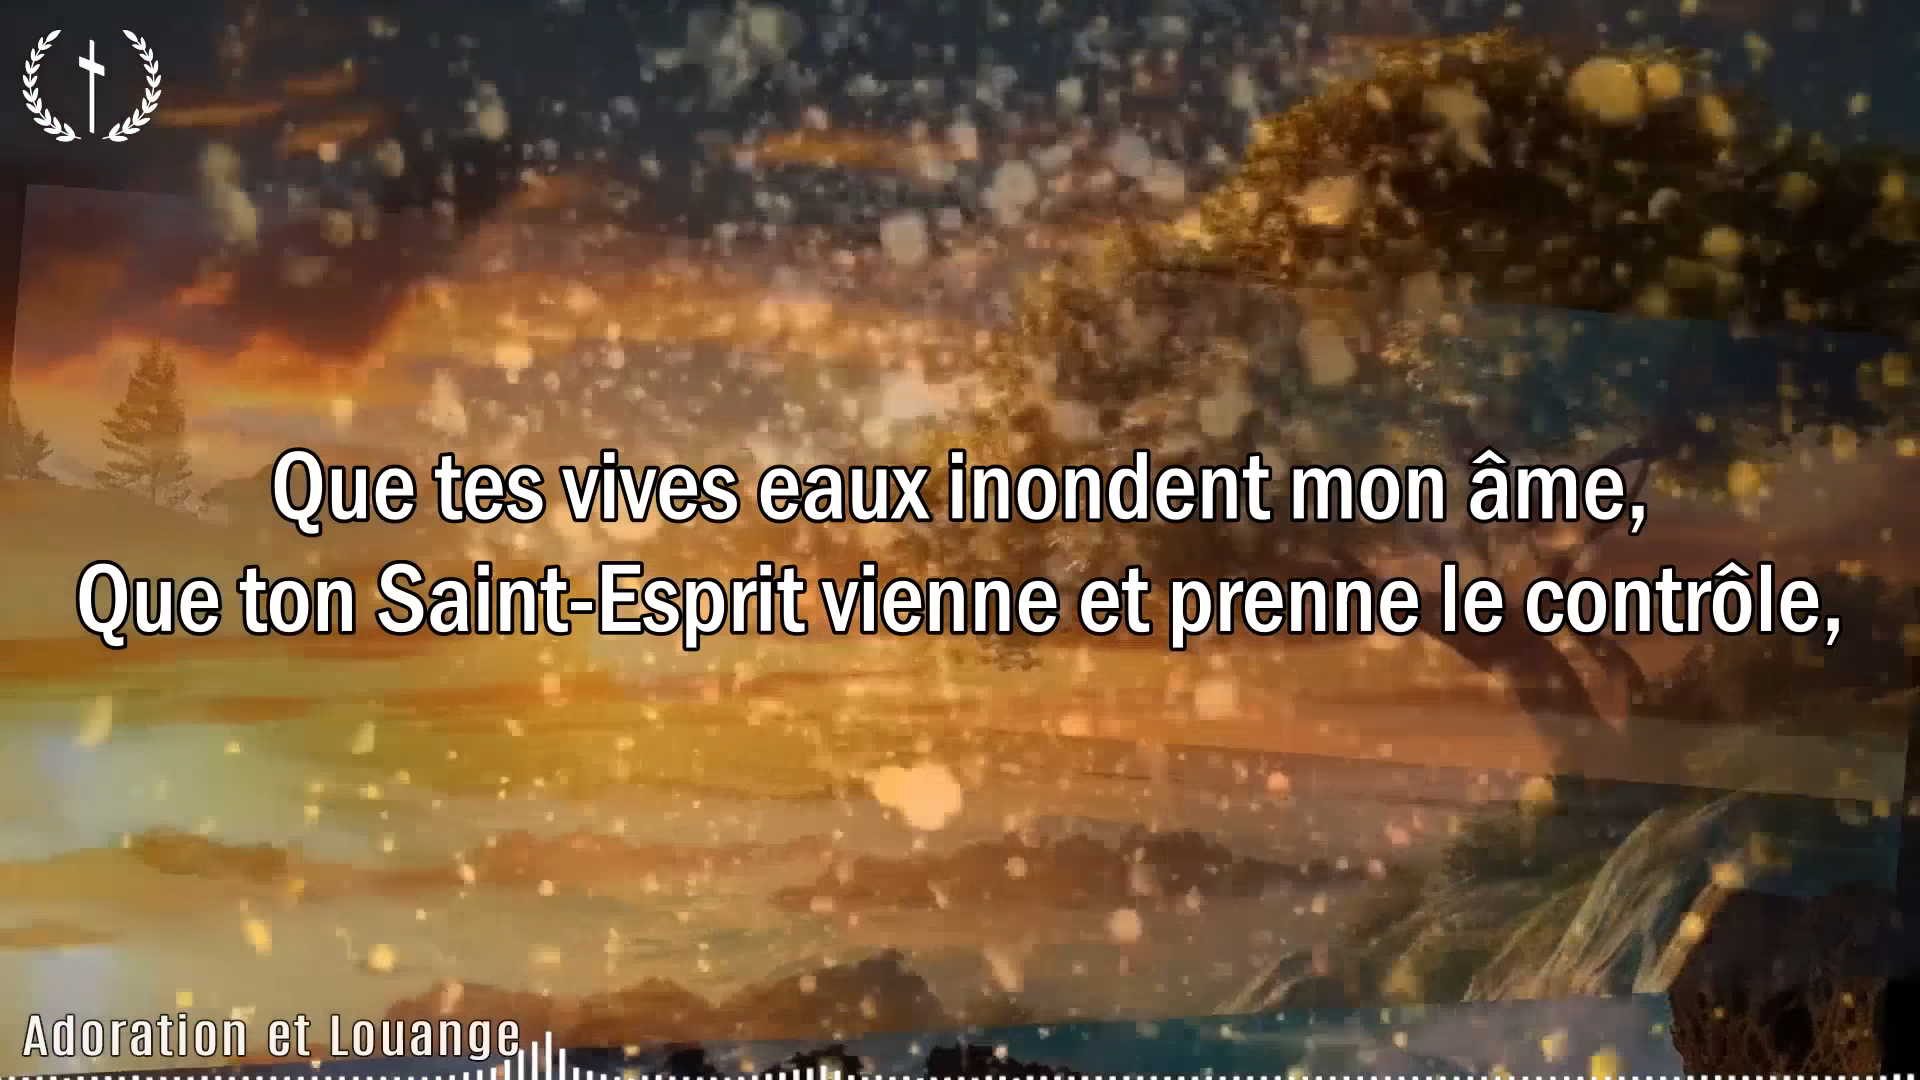 Que tes vives eaux inondent mon âme,
Que ton Saint-Esprit vienne et prenne le contrôle,
Adoration et Louange